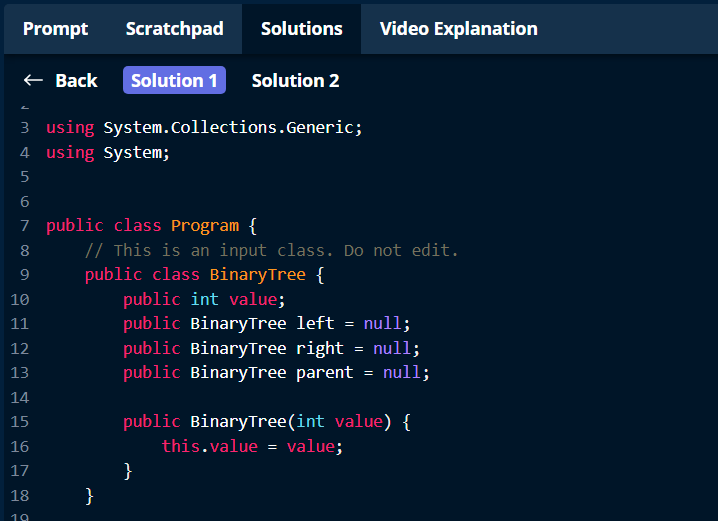 Prompt Scratchpad Solutions Video Explanation
← Back Solution 1 Solution 2
3 using System.Collections.Generic;
4 using System;
5
6
7 public class Program {
8     // This is an input class. Do not edit.
9     public class BinaryTree {
10         public int value;
11         public BinaryTree left = null;
12         public BinaryTree right = null;
13         public BinaryTree parent = null;
14
15         public BinaryTree(int value) {
16             this.value = value;
17         }
18     }